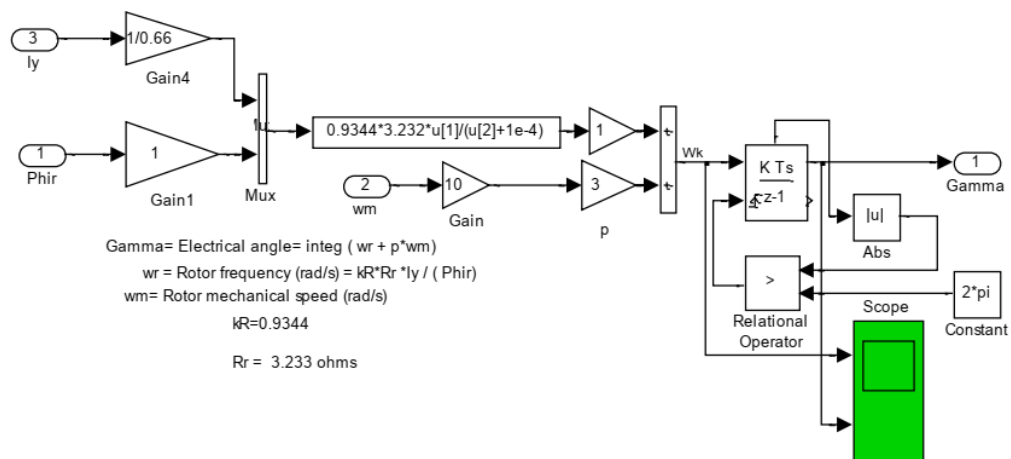 3
Iy
1/0.66
Gain4
1
Phir
1
Gain1
Mux
0.9344*3.232*u[1]/(u[2]+1e-4)
1
2
wm
10
Gain
3
p
Wk
K Ts
z-1
1
Gamma
|u|
Abs
>
Relational
Operator
2*pi
Constant
Scope
Gamma= Electrical angle= integ ( wr + p*wm)
wr = Rotor frequency (rad/s) = kR*Rr *Iy / ( Phir)
wm= Rotor mechanical speed (rad/s)
kR=0.9344
Rr =  3.233 ohms